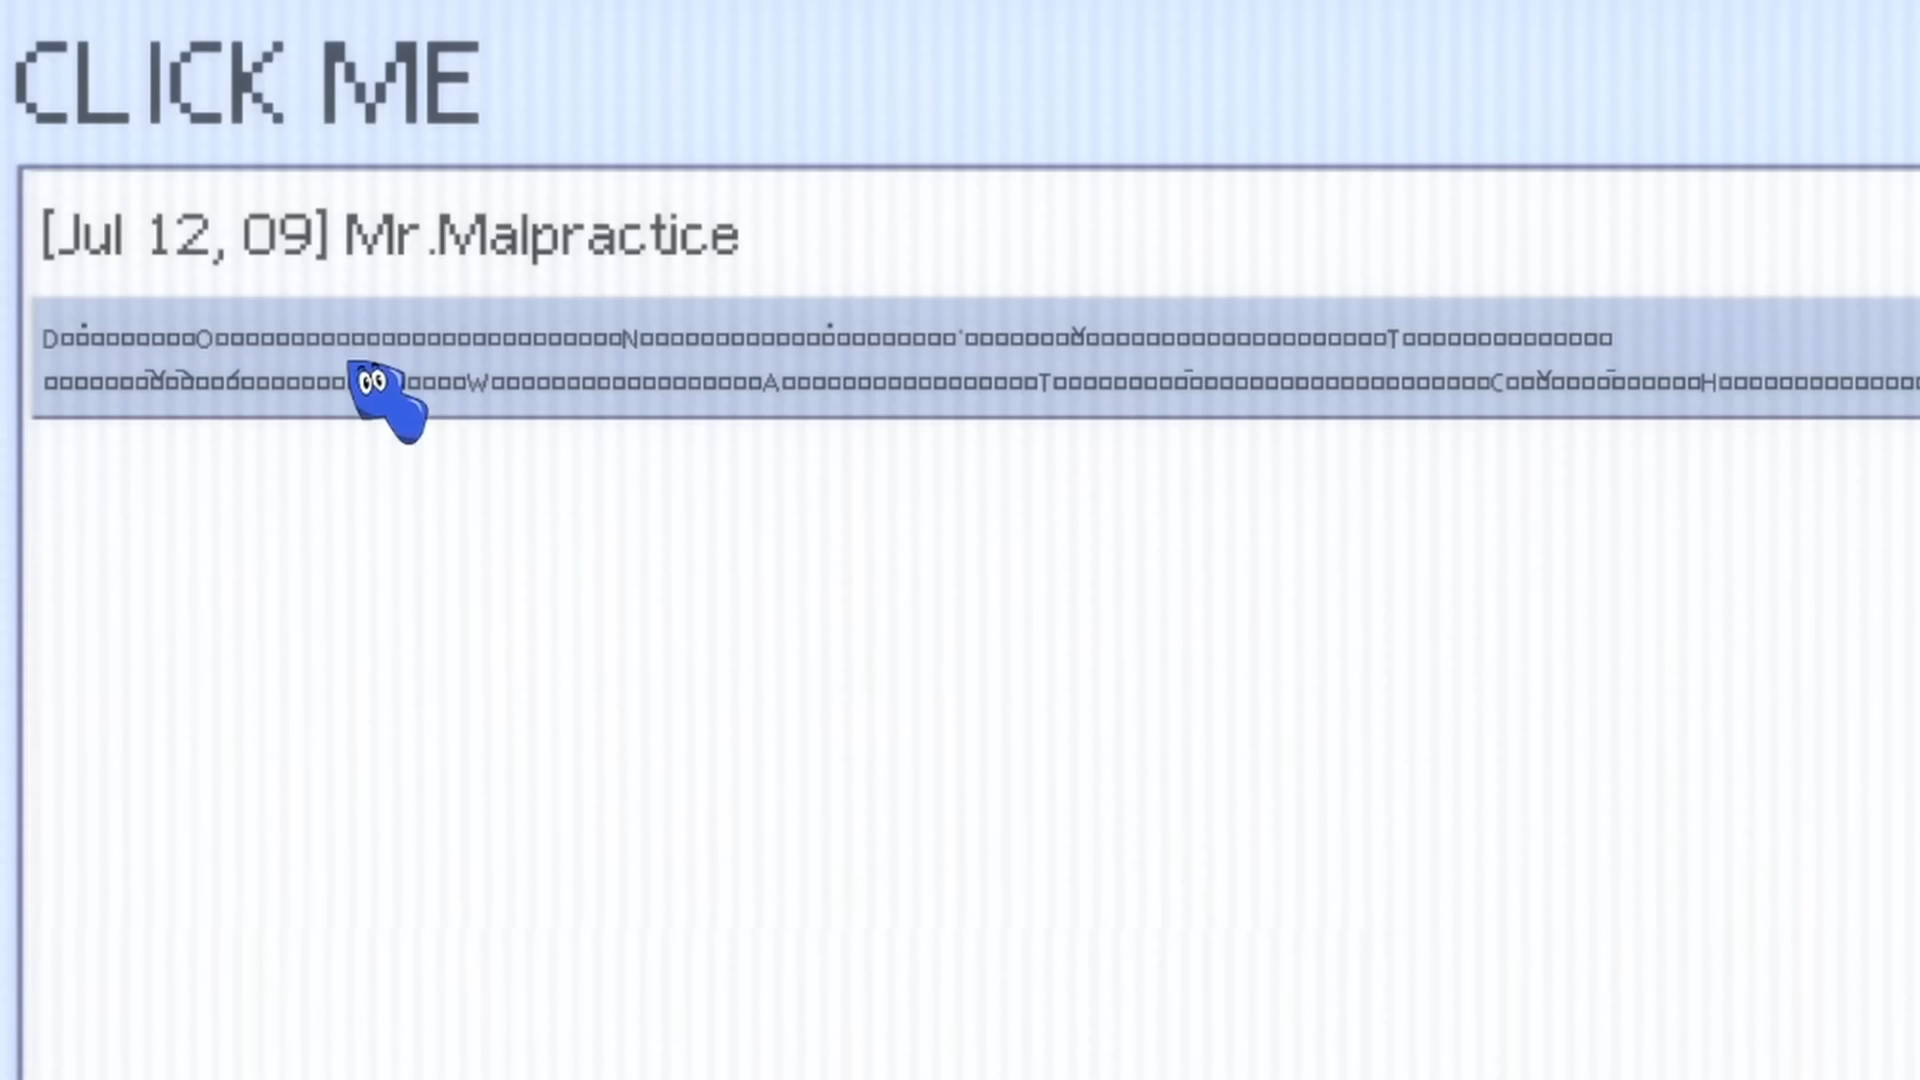 CLICK ME
[Jul 12, 09] Mr.Malpractice
D▯▯▯▯▯▯▯▯▯O▯▯▯▯▯▯▯▯▯▯▯▯▯▯▯▯▯▯▯▯▯▯▯▯▯▯▯N▯▯▯▯▯▯▯▯▯▯▯▯▯▯▯▯▯▯▯▯▯'▯▯▯▯▯▯▯▯▯▯▯▯▯▯▯▯▯▯▯▯▯▯▯▯▯▯▯▯T▯▯▯▯▯▯▯▯▯▯▯▯▯▯
▯▯▯▯▯▯▯▯▯▯▯▯▯▯▯▯▯▯▯▯ ▯▯▯▯W▯▯▯▯▯▯▯▯▯▯▯▯▯▯▯▯▯▯A▯▯▯▯▯▯▯▯▯▯▯▯▯▯▯▯▯T▯▯▯▯▯▯▯▯▯▯▯▯▯▯▯▯▯▯▯▯▯▯▯▯▯▯▯▯▯C▯▯▯▯▯▯▯▯▯▯▯▯▯H▯▯▯▯▯▯▯▯▯▯▯▯▯▯